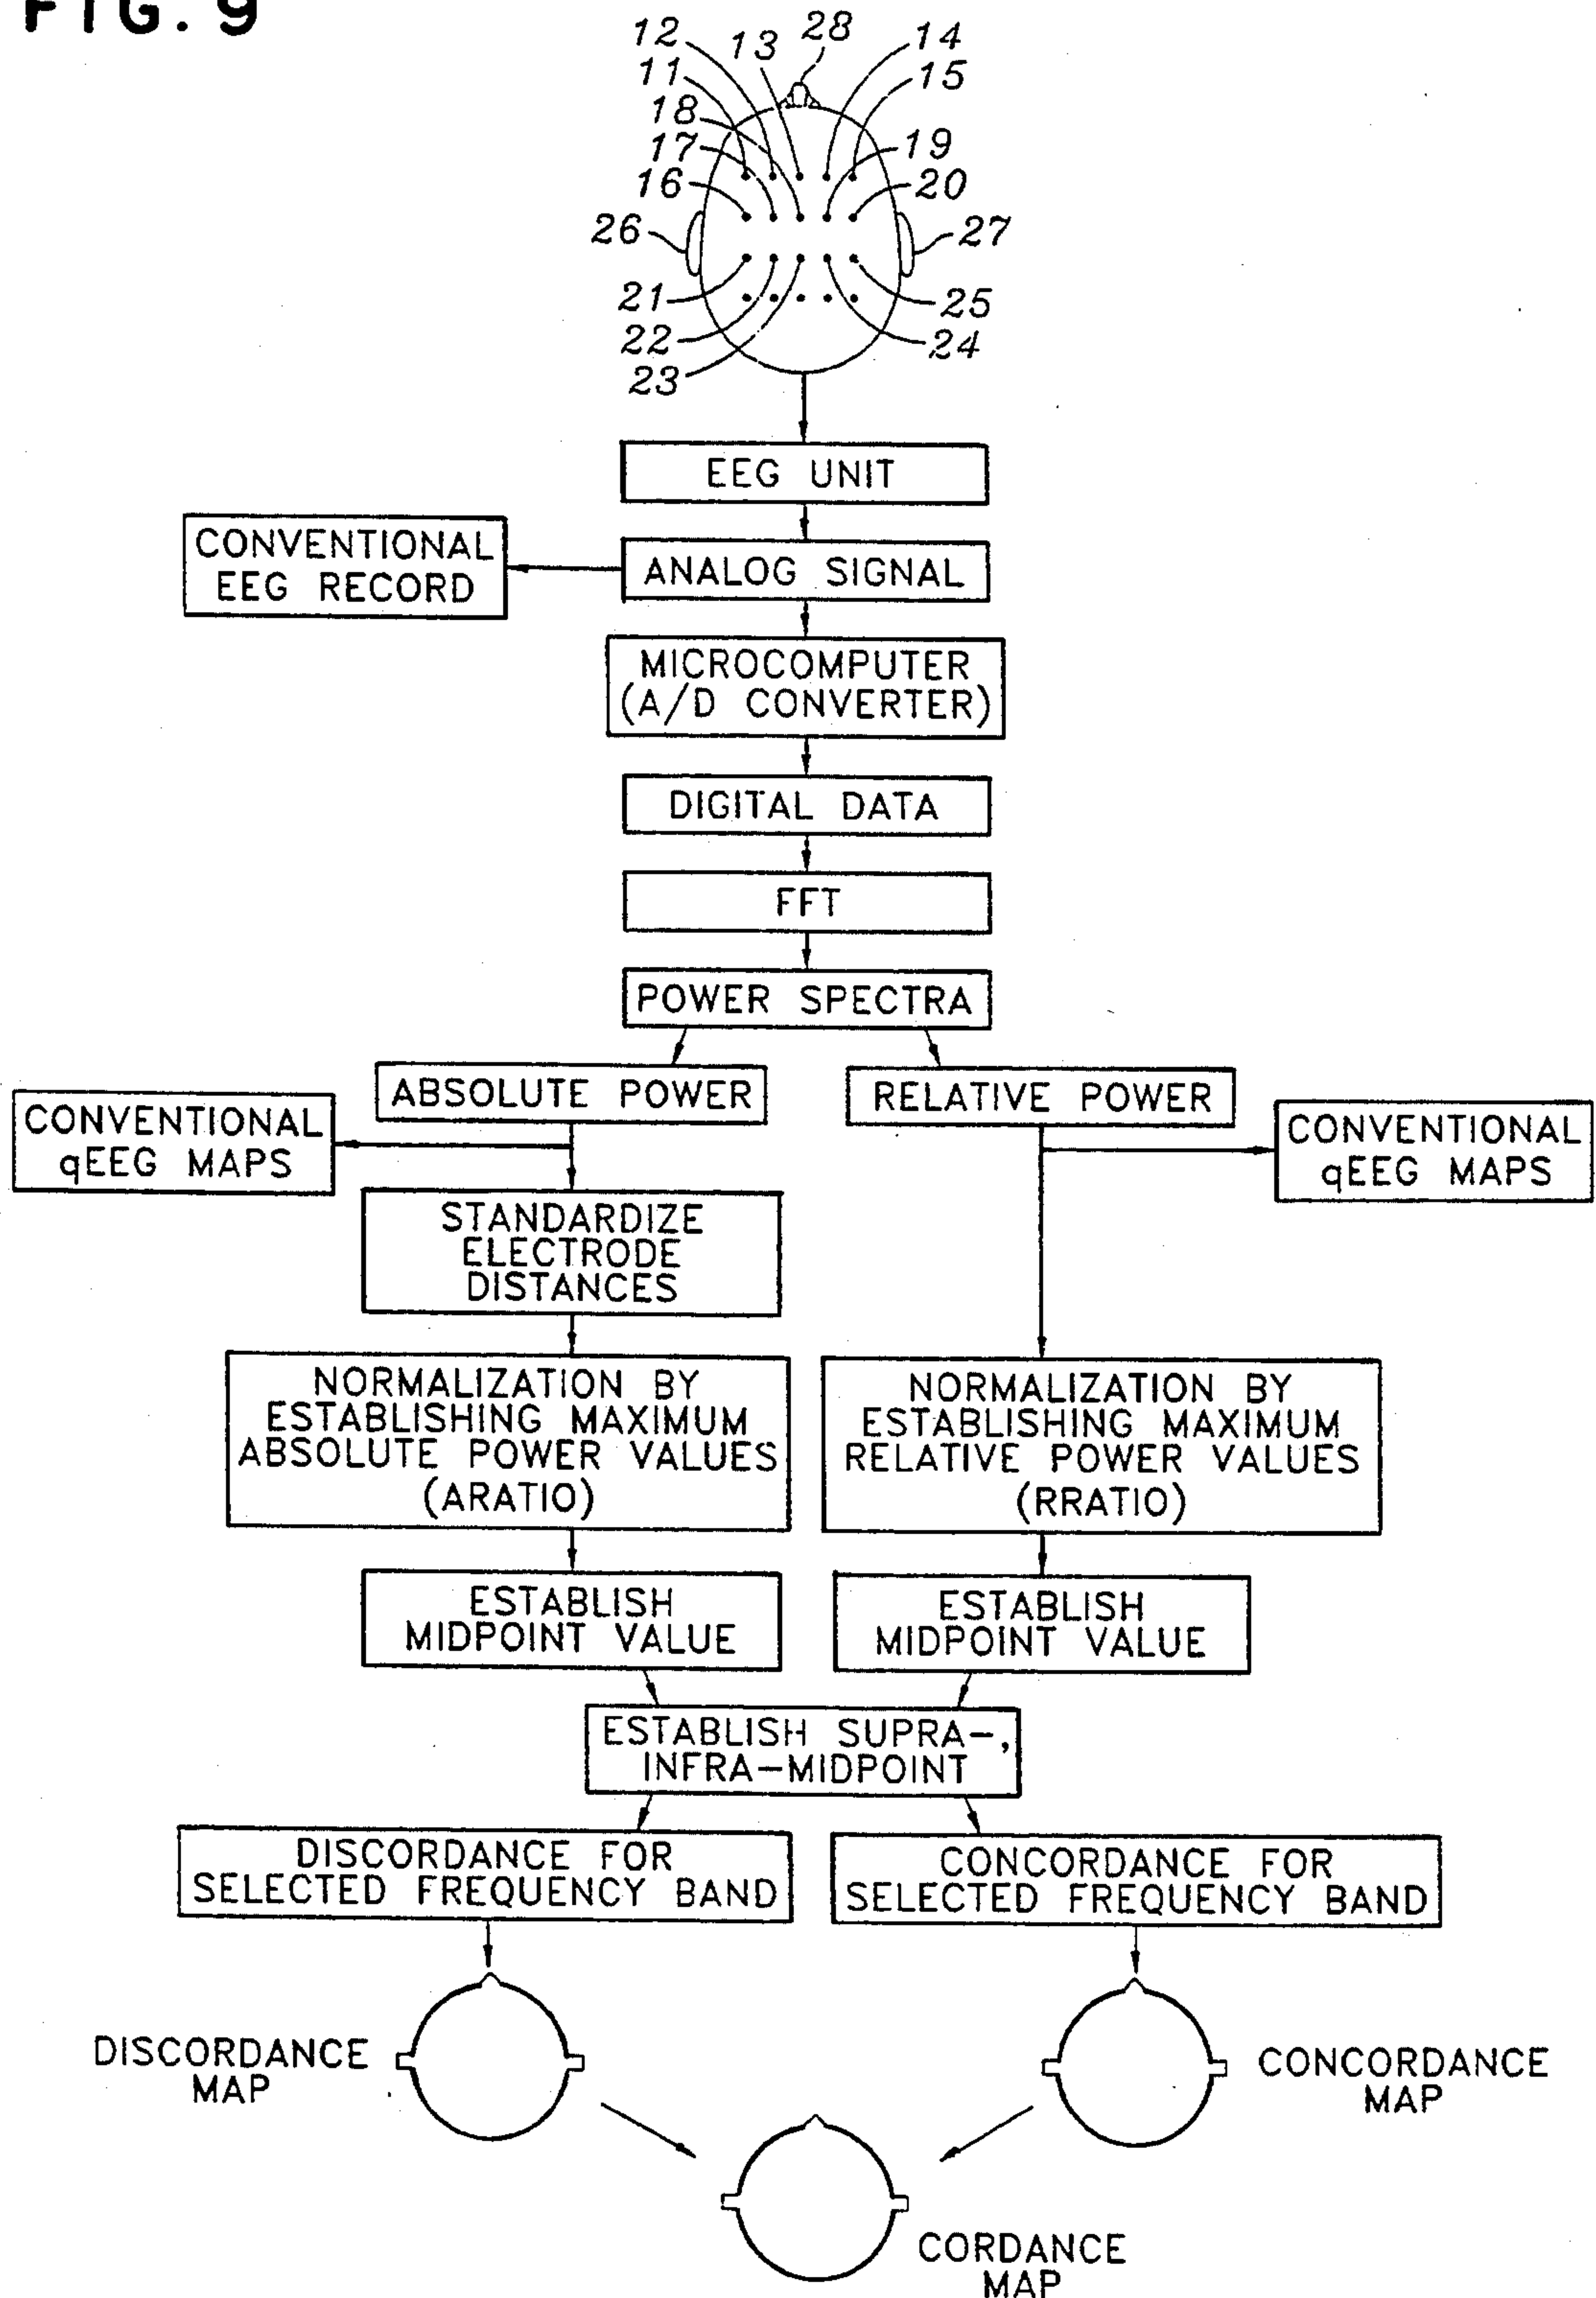 FIG. 9
12 13 28 14
11 15
18
17 19
16 20
26 27
21 25
22 24
23
EEG UNIT
CONVENTIONAL
EEG RECORD
ANALOG SIGNAL
MICROCOMPUTER
(A/D CONVERTER)
DIGITAL DATA
FFT
POWER SPECTRA
ABSOLUTE POWER
RELATIVE POWER
CONVENTIONAL
qEEG MAPS
CONVENTIONAL
qEEG MAPS
STANDARDIZE
ELECTRODE
DISTANCES
NORMALIZATION BY
ESTABLISHING MAXIMUM
ABSOLUTE POWER VALUES
(ARATIO)
NORMALIZATION BY
ESTABLISHING MAXIMUM
RELATIVE POWER VALUES
(RRATIO)
ESTABLISH
MIDPOINT VALUE
ESTABLISH
MIDPOINT VALUE
ESTABLISH SUPRA-,
INFRA-MIDPOINT
DISCORDANCE FOR
SELECTED FREQUENCY BAND
CONCORDANCE FOR
SELECTED FREQUENCY BAND
DISCORDANCE
MAP
CONCORDANCE
MAP
CORDANCE
MAP